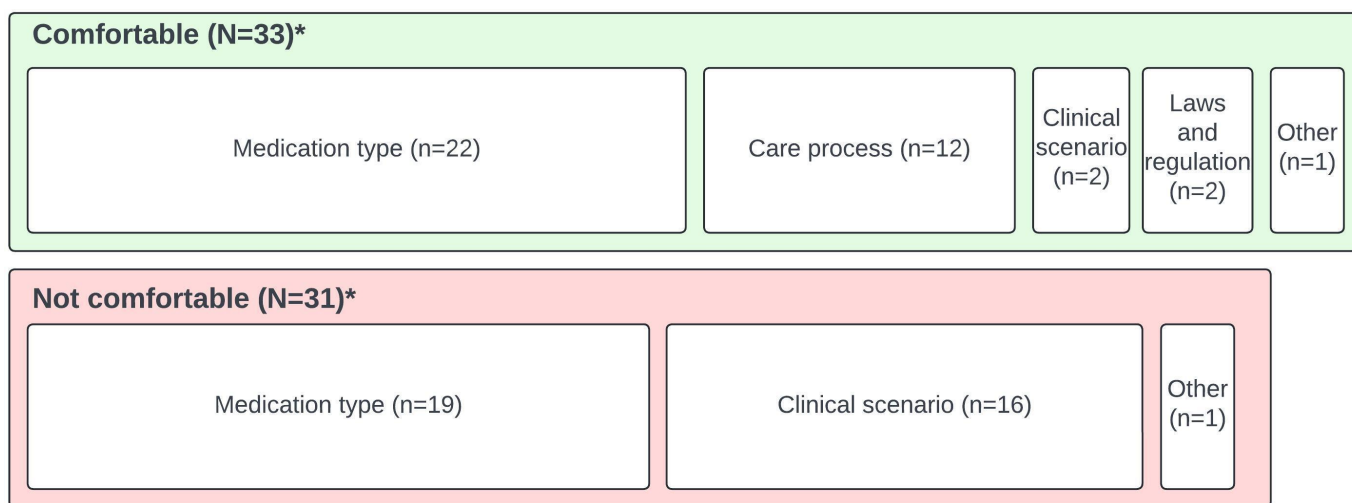 Comfortable (N=33)*
Medication type (n=22)
Care process (n=12)
Clinical
scenario
(n=2)
Laws
and
regulation
(n=2)
Other
(n=1)
Not comfortable (N=31)*
Medication type (n=19)
Clinical scenario (n=16)
Other
(n=1)